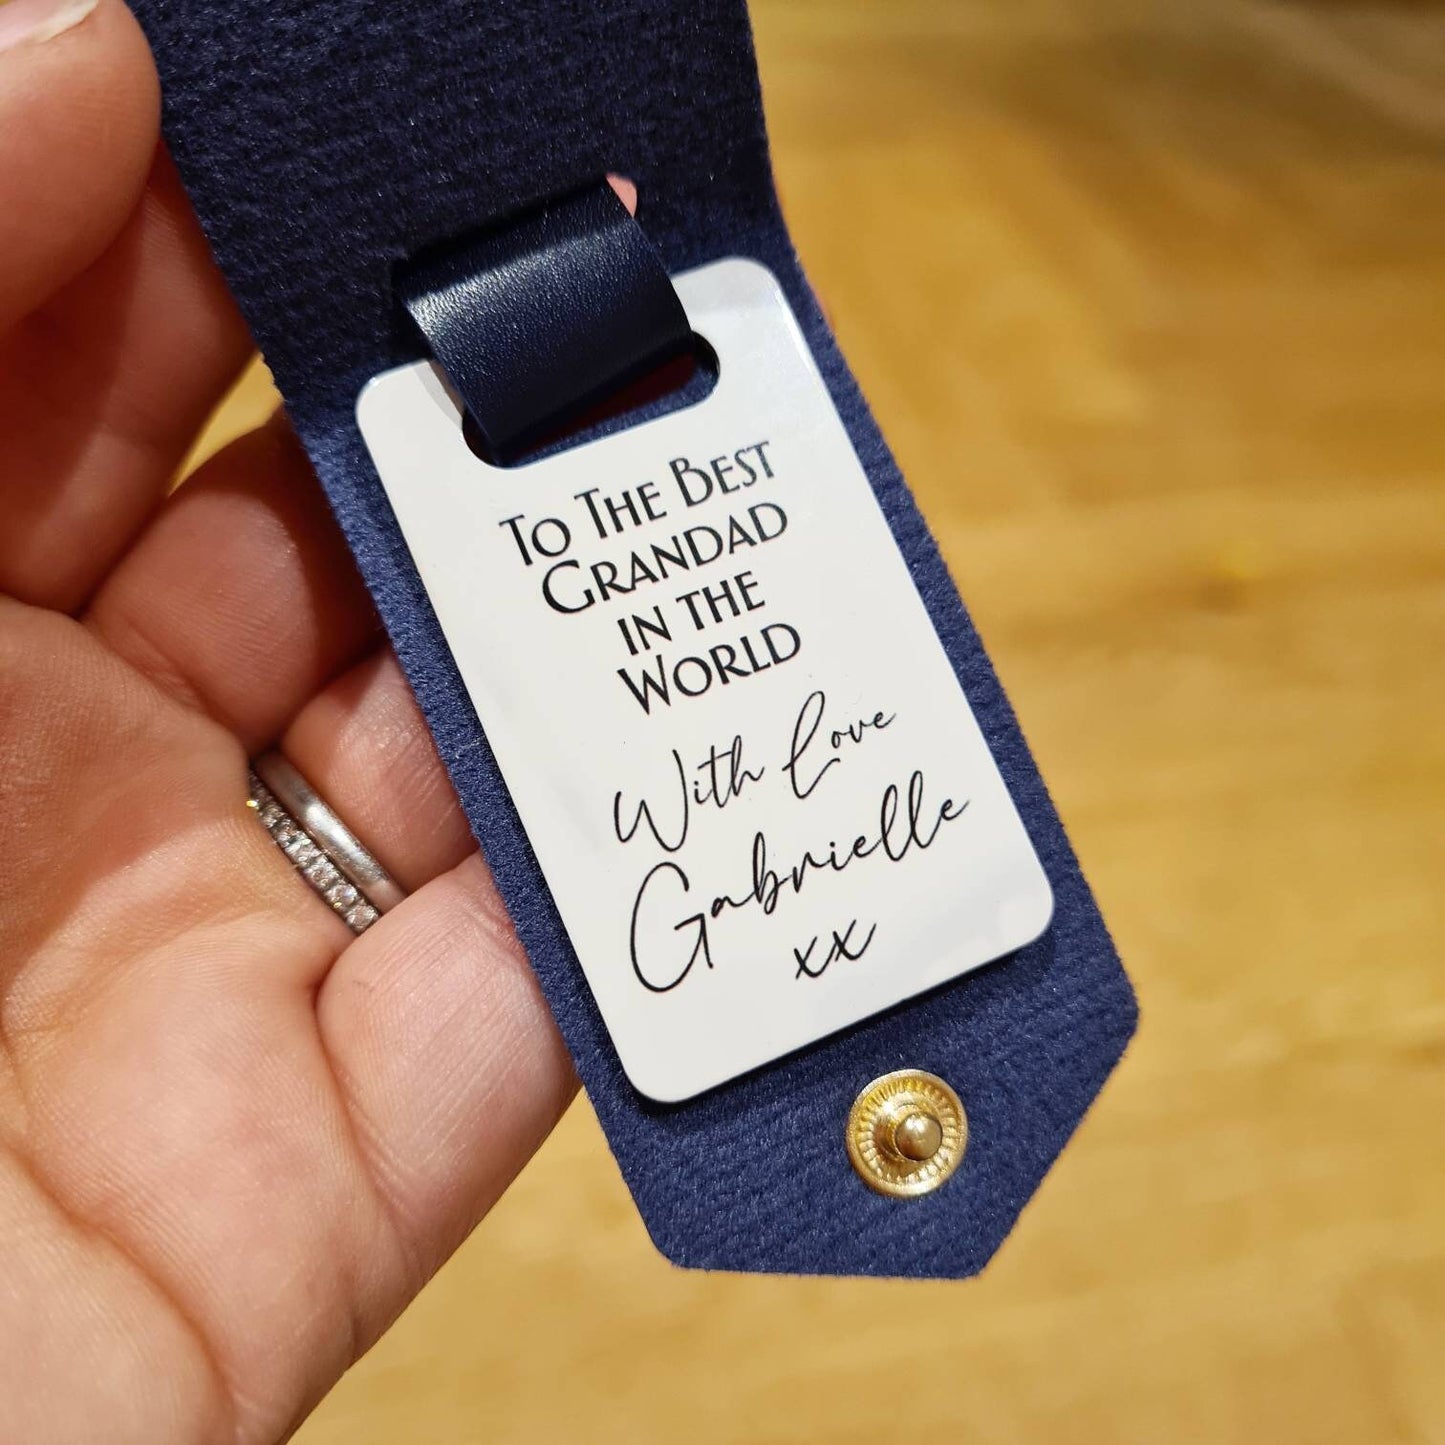 To The Best
Grandad
in the
World
With Love
Gabrielle
xx